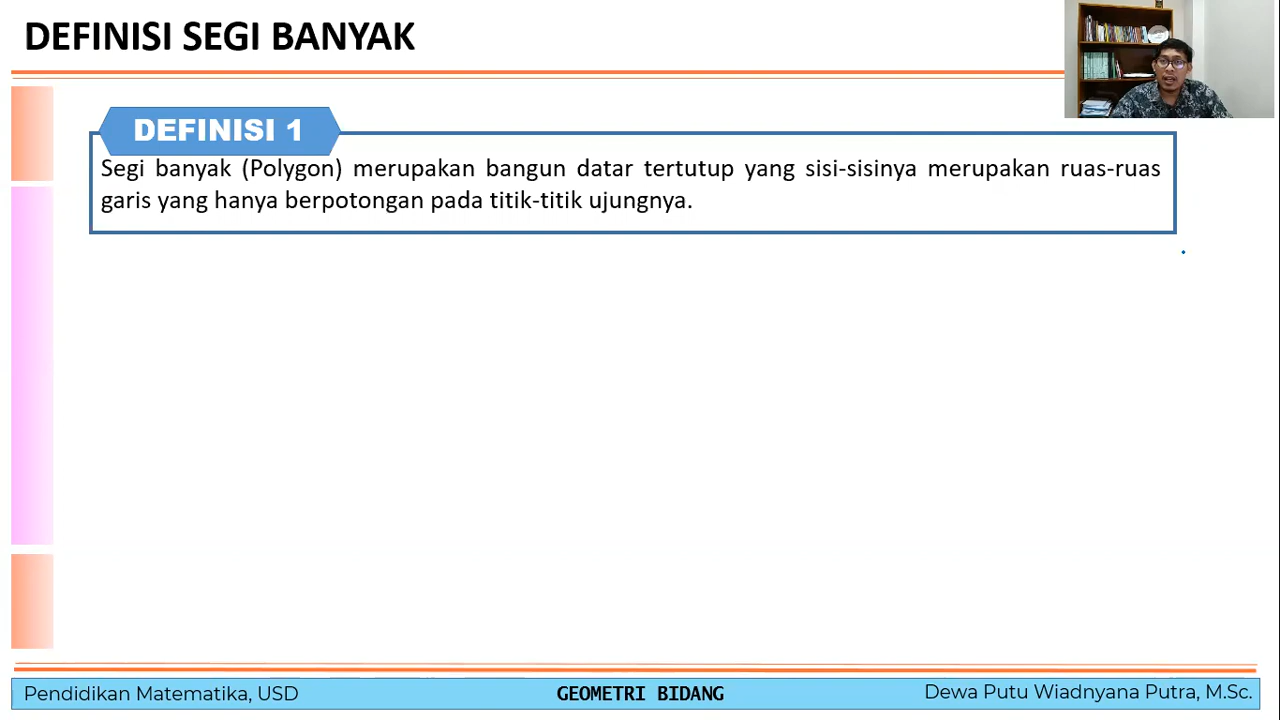 DEFINISI SEGI BANYAK
DEFINISI 1
Segi banyak (Polygon) merupakan bangun datar tertutup yang sisi-sisinya merupakan ruas-ruas
garis yang hanya berpotongan pada titik-titik ujungnya.
Pendidikan Matematika, USD
GEOMETRI BIDANG
Dewa Putu Wiadnyana Putra, M.Sc.